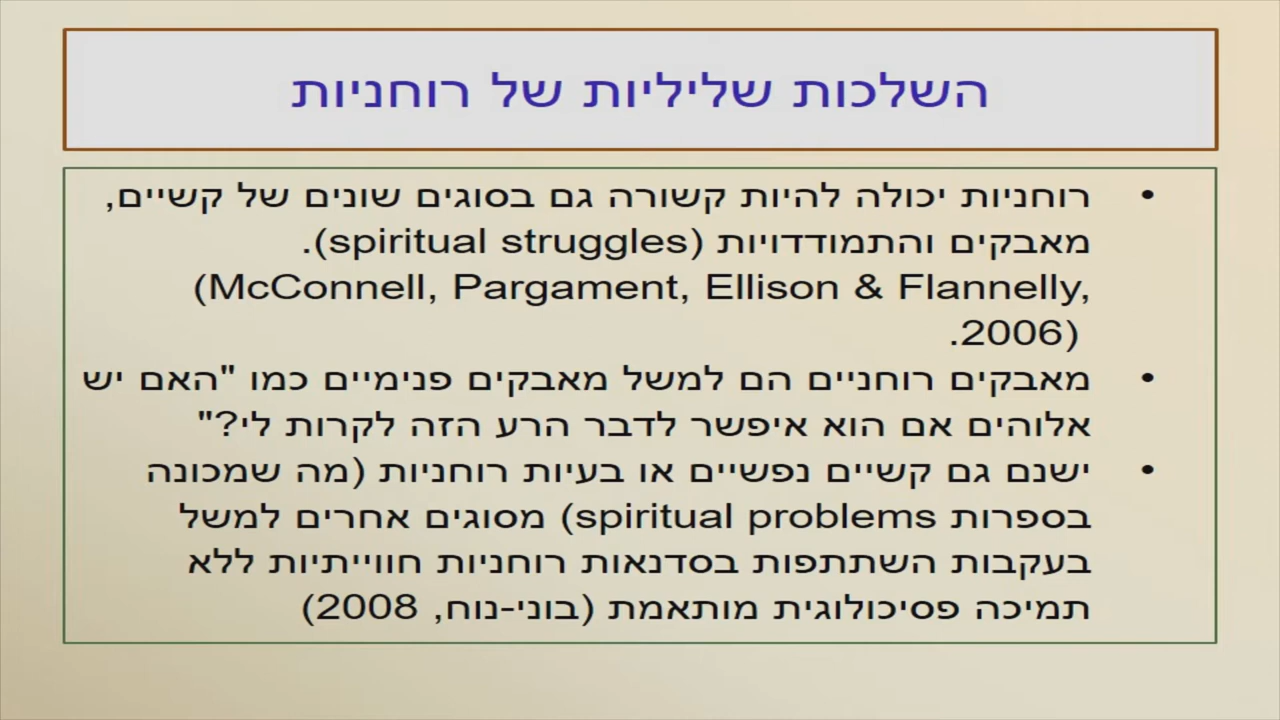 השלכות שליליות של רוחניות
• רוחניות יכולה להיות קשורה גם בסוגים שונים של קשיים,
מאבקים והתמודדויות (spiritual struggles).
(McConnell, Pargament, Ellison & Flannelly,
2006).
• מאבקים רוחניים הם למשל מאבקים פנימיים כמו "האם יש
אלוהים אם הוא איפשר לדבר הרע הזה לקרות לי?"
• ישנם גם קשיים נפשיים או בעיות רוחניות (מה שמכונה
בספרות spiritual problems) מסוגים אחרים למשל
בעקבות השתתפות בסדנאות רוחניות חווייתיות ללא
תמיכה פסיכולוגית מותאמת (בוני-נוח, 2008)